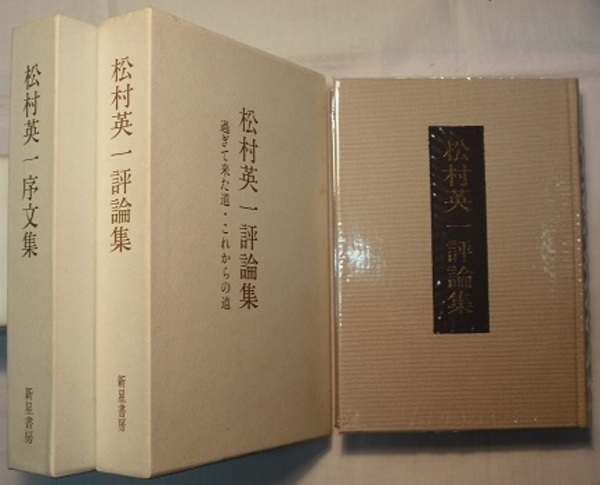 松村英一序文集
新星書房
松村英一評論集
新星書房
松村英一評論集
過ぎて来た道・これからの道
松村英一評論集